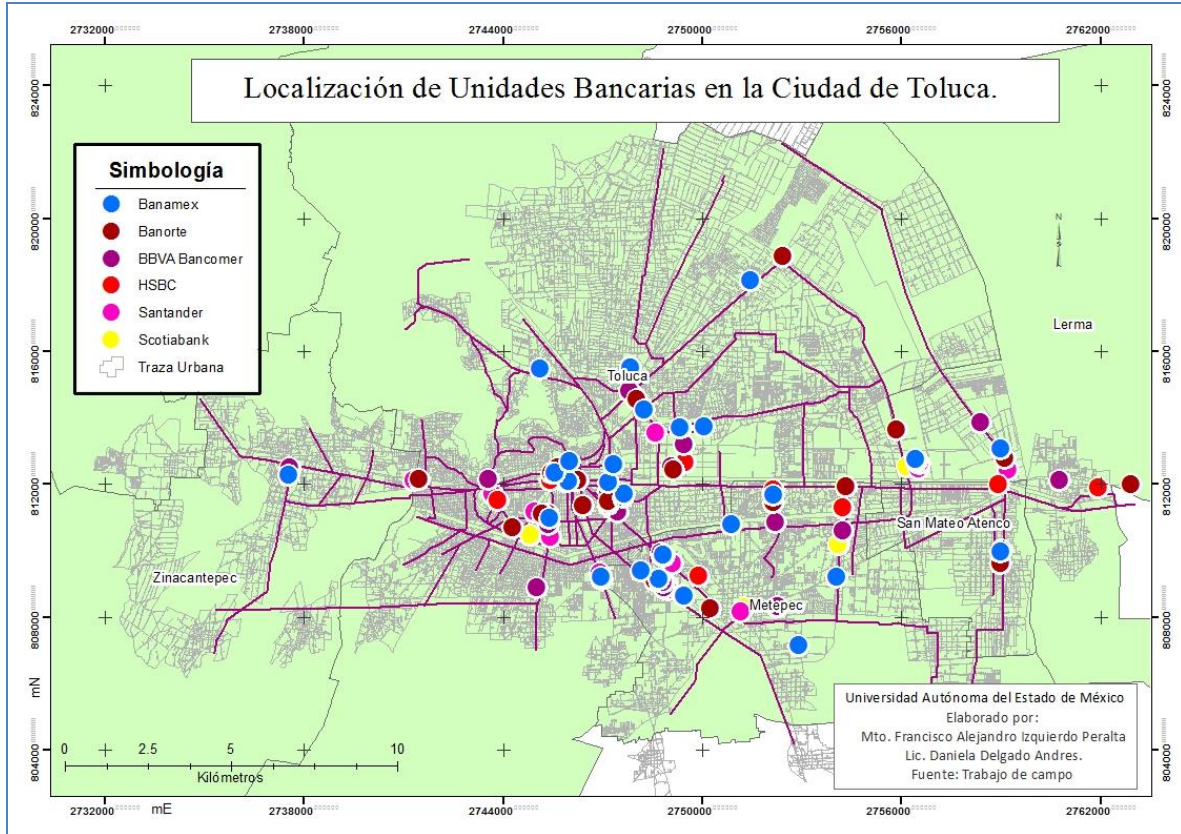 2732000 2738000 2744000 2750000 2756000 2762000
Localización de Unidades Bancarias en la Ciudad de Toluca.
824000 824000
Simbología
Banamex
Banorte
BBVA Bancomer
HSBC
Santander
Scotiabank
Traza Urbana
820000 820000
N
S
Lerma
816000 816000
Toluca
812000 812000
San Mateo Atenco
Zinacantepec
Metepec
808000 808000
mN
Universidad Autónoma del Estado de México
Elaborado por:
Mto. Francisco Alejandro Izquierdo Peralta
Lic. Daniela Delgado Andres.
Fuente: Trabajo de campo
0 2.5 5 10
Kilómetros
804000 804000
2732000 mE 2738000 2744000 2750000 2756000 2762000